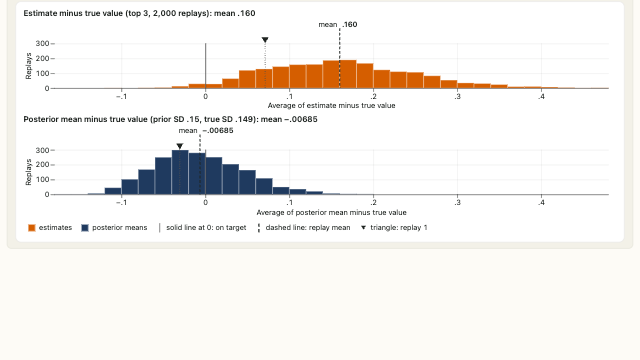 Estimate minus true value (top 3, 2,000 replays): mean .160
mean .160
Replays
300
200
100
0
−.1
0
.1
.2
.3
.4
Average of estimate minus true value
Posterior mean minus true value (prior SD .15, true SD .149): mean −.00685
mean −.00685
Replays
300
200
100
0
−.1
0
.1
.2
.3
.4
Average of posterior mean minus true value
estimates posterior means solid line at 0: on target dashed line: replay mean triangle: replay 1